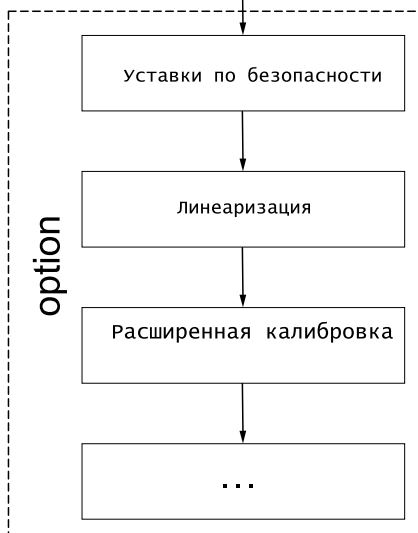 Уставки по безопасности
Линеаризация
option
Расширенная калибровка
...